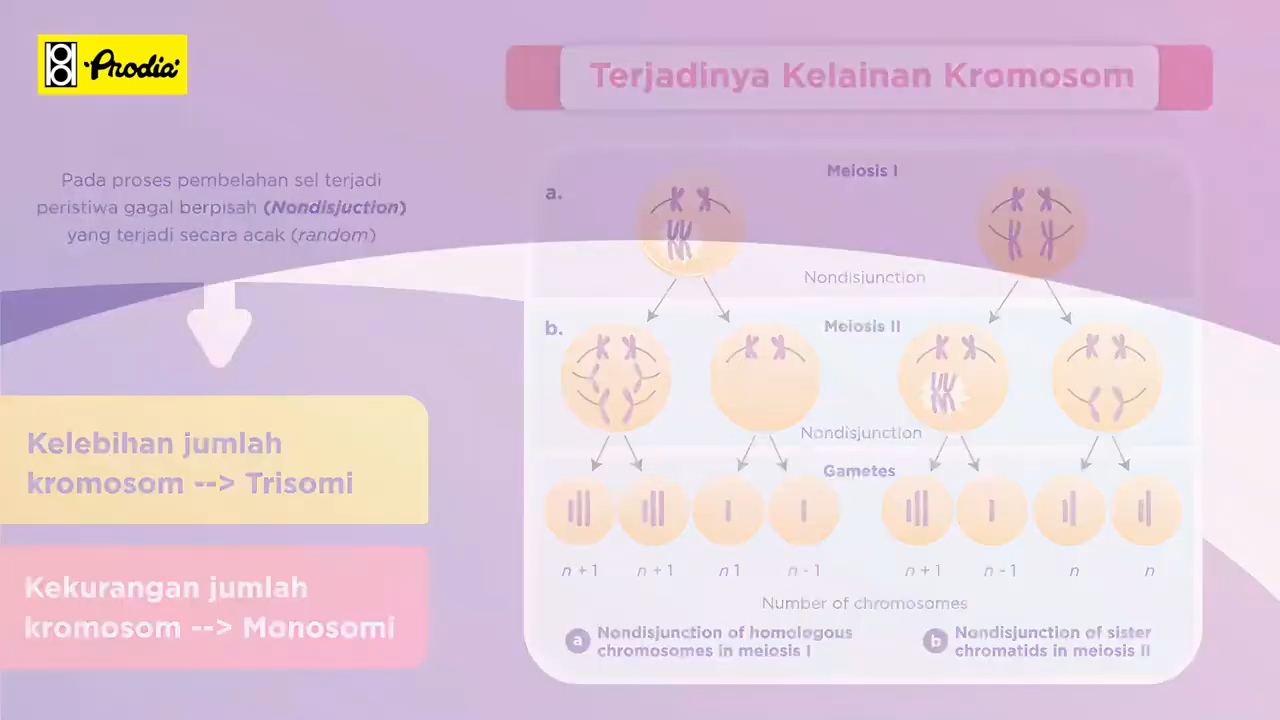 Prodia
Terjadinya Kelainan Kromosom
Pada proses pembelahan sel terjadi
peristiwa gagal berpisah (Nondisjuction)
yang terjadi secara acak (random)
Kelebihan jumlah
kromosom --> Trisomi
Kekurangan jumlah
kromosom --> Monosomi
a.
Meiosis I
Nondisjunction
b.
Meiosis II
Nondisjunction
Gametes
n + 1 n + 1 n 1 n - 1 n + 1 n - 1 n n
Number of chromosomes
a Nondisjunction of homologous
chromosomes in meiosis I
b Nondisjunction of sister
chromatids in meiosis II